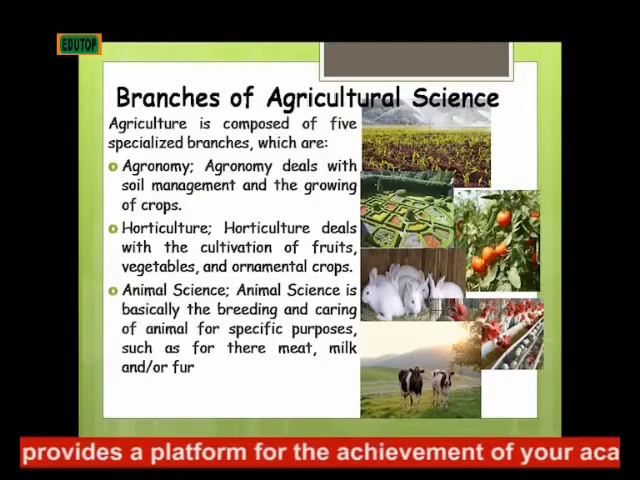 EDUTOP
Branches of Agricultural Science
Agriculture is composed of five
specialized branches, which are:
Agronomy; Agronomy deals with
soil management and the growing
of crops.
Horticulture; Horticulture deals
with the cultivation of fruits,
vegetables, and ornamental crops.
Animal Science; Animal Science is
basically the breeding and caring
of animal for specific purposes,
such as for there meat, milk
and/or fur
provides a platform for the achievement of your aca